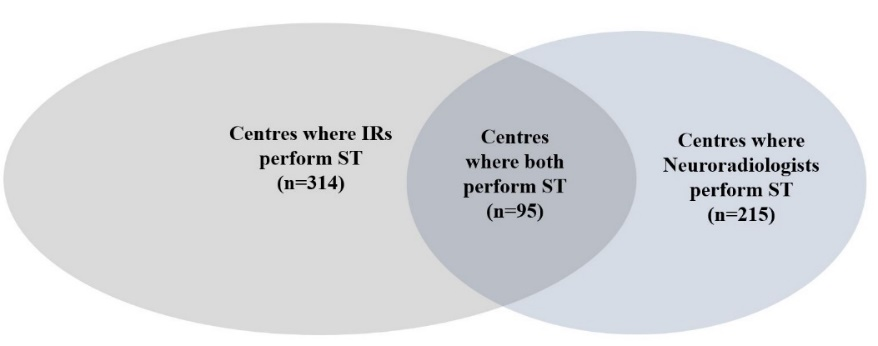 Centres where IRs
perform ST
(n=314)
Centres
where both
perform ST
(n=95)
Centres where
Neuroradiologists
perform ST
(n=215)